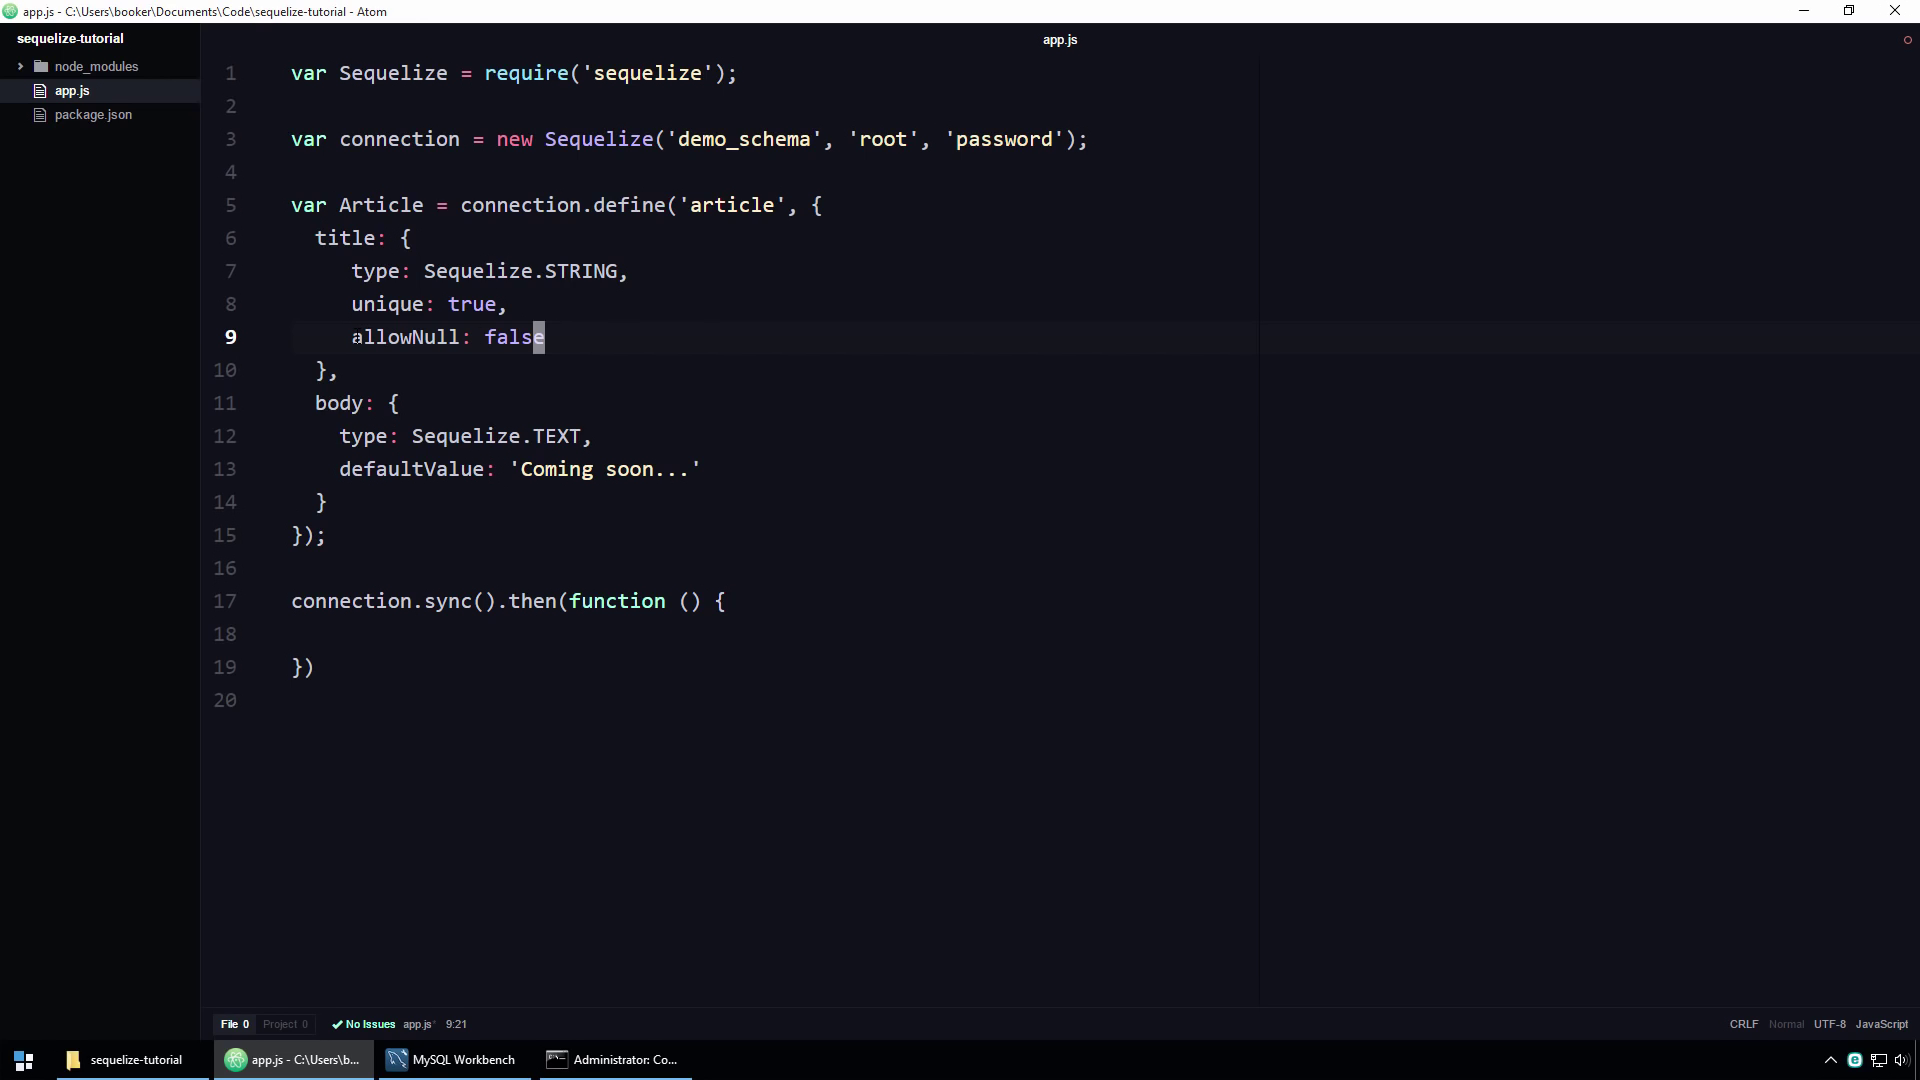 app.js - C:\Users\booker\Documents\Code\sequelize-tutorial - Atom
sequelize-tutorial
node_modules
app.js
package.json
app.js
1 var Sequelize = require('sequelize');
2
3 var connection = new Sequelize('demo_schema', 'root', 'password');
4
5 var Article = connection.define('article', {
6 title: {
7 type: Sequelize.STRING,
8 unique: true,
9 allowNull: false
10 },
11 body: {
12 type: Sequelize.TEXT,
13 defaultValue: 'Coming soon...'
14 }
15 });
16
17 connection.sync().then(function () {
18
19 })
20
File 0 Project 0 No Issues app.js* 9:21 CRLF Normal UTF-8 JavaScript
sequelize-tutorial app.js - C:\Users\b... MySQL Workbench Administrator: Co...